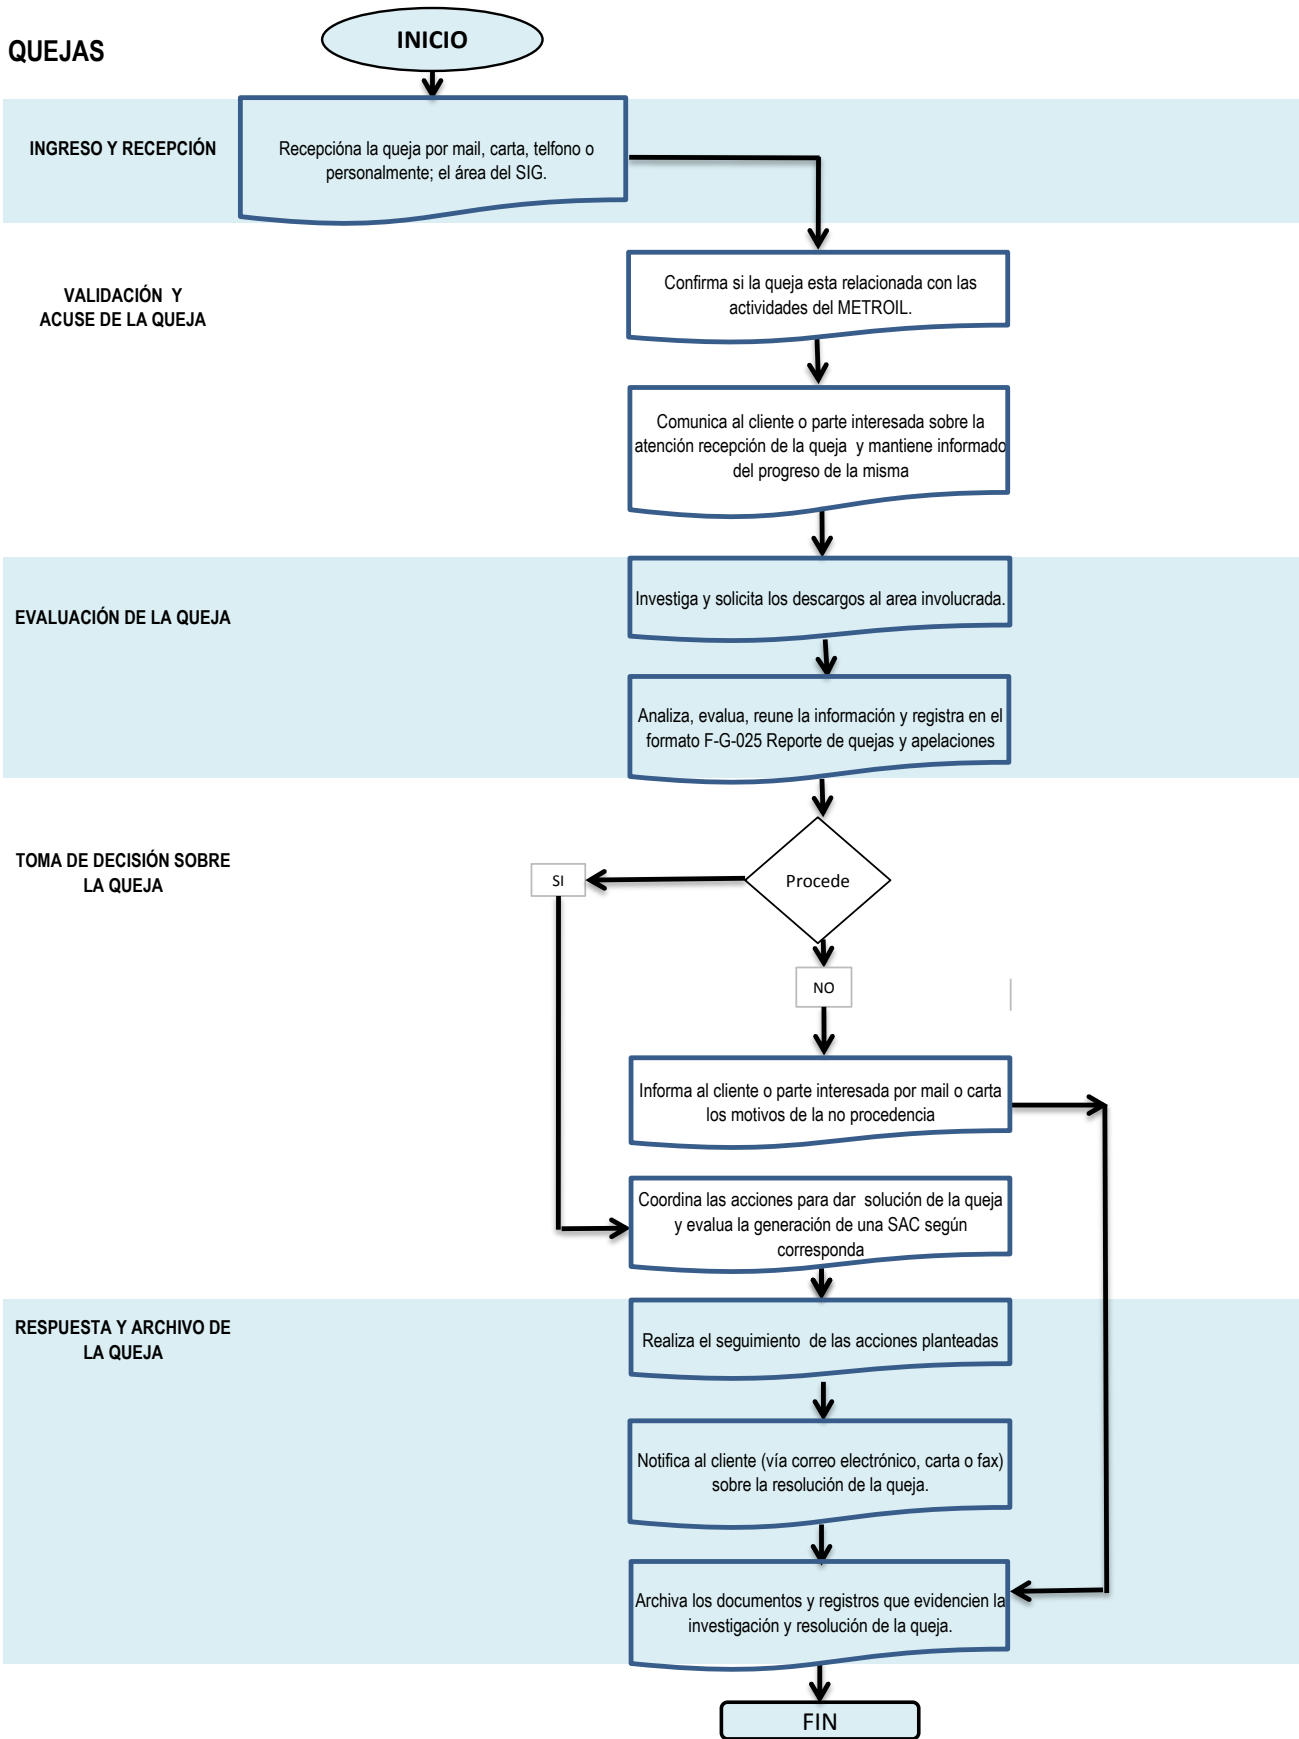 INICIO
QUEJAS
INGRESO Y RECEPCIÓN
Recepcióna la queja por mail, carta, telfono o
personalmente; el área del SIG.
VALIDACIÓN Y
ACUSE DE LA QUEJA
Confirma si la queja esta relacionada con las
actividades del METROIL.
Comunica al cliente o parte interesada sobre la
atención recepción de la queja y mantiene informado
del progreso de la misma
EVALUACIÓN DE LA QUEJA
Investiga y solicita los descargos al area involucrada.
Analiza, evalua, reune la información y registra en el
formato F-G-025 Reporte de quejas y apelaciones
TOMA DE DECISIÓN SOBRE
LA QUEJA
SI
Procede
NO
Informa al cliente o parte interesada por mail o carta
los motivos de la no procedencia
Coordina las acciones para dar solución de la queja
y evalua la generación de una SAC según
corresponda
RESPUESTA Y ARCHIVO DE
LA QUEJA
Realiza el seguimiento de las acciones planteadas
Notifica al cliente (vía correo electrónico, carta o fax)
sobre la resolución de la queja.
Archiva los documentos y registros que evidencien la
investigación y resolución de la queja.
FIN